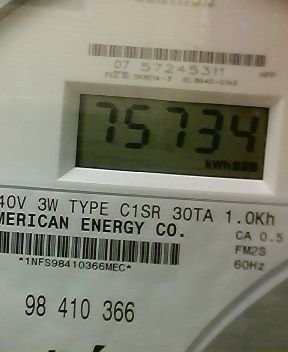 07 57245311
75734
kWh
40V 3W TYPE C1SR 30TA 1.0Kh
MERICAN ENERGY CO.
CA 0.5
FM2S
60Hz
*1NFS98410366MEC*
98 410 366